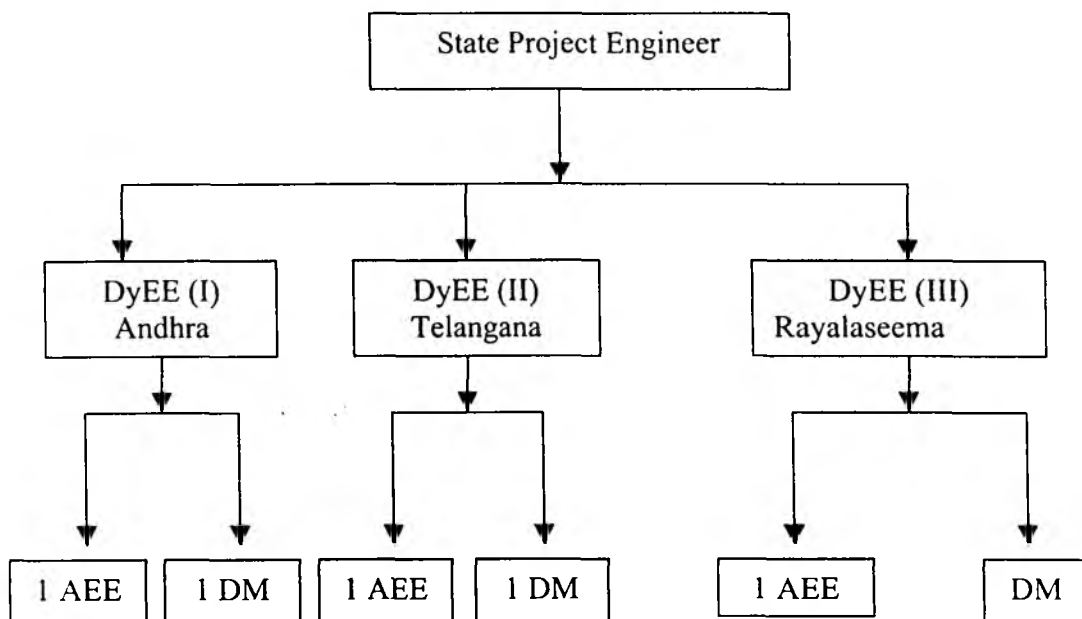 State Project Engineer
DyEE (I)
Andhra
DyEE (II)
Telangana
DyEE (III)
Rayalaseema
1 AEE
1 DM
1 AEE
1 DM
1 AEE
DM